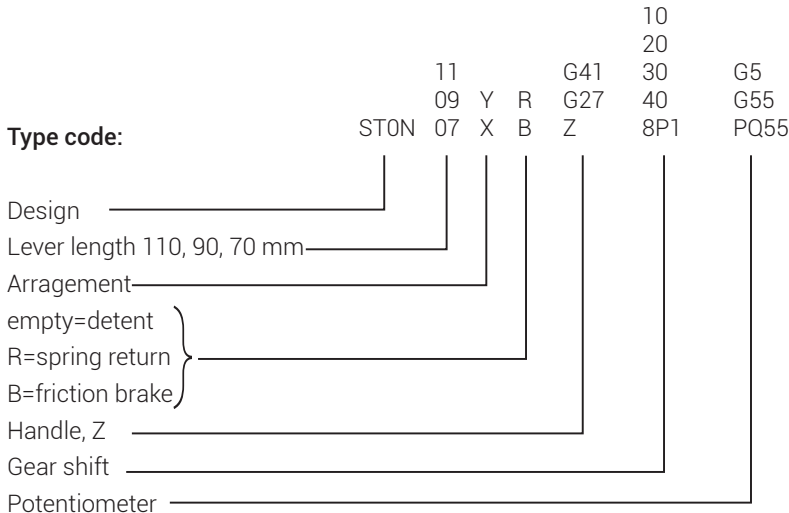 10
20
11 G41 30 G5
09 Y R G27 40 G55
Type code: ST0N 07 X B Z 8P1 PQ55
Design
Lever length 110, 90, 70 mm
Arragement
empty=detent
R=spring return
B=friction brake
Handle, Z
Gear shift
Potentiometer